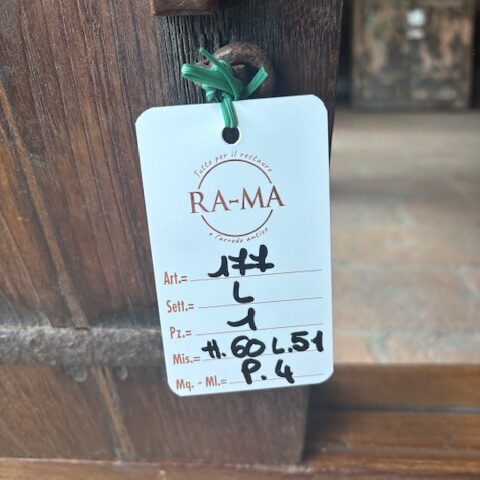 Tutto per il restauro
RA-MA
e l'arredo antico
Art.= 177
Sett.= L
Pz.= 1
Mis.= H. 60 L. 51
Mq. - Ml.= P. 4